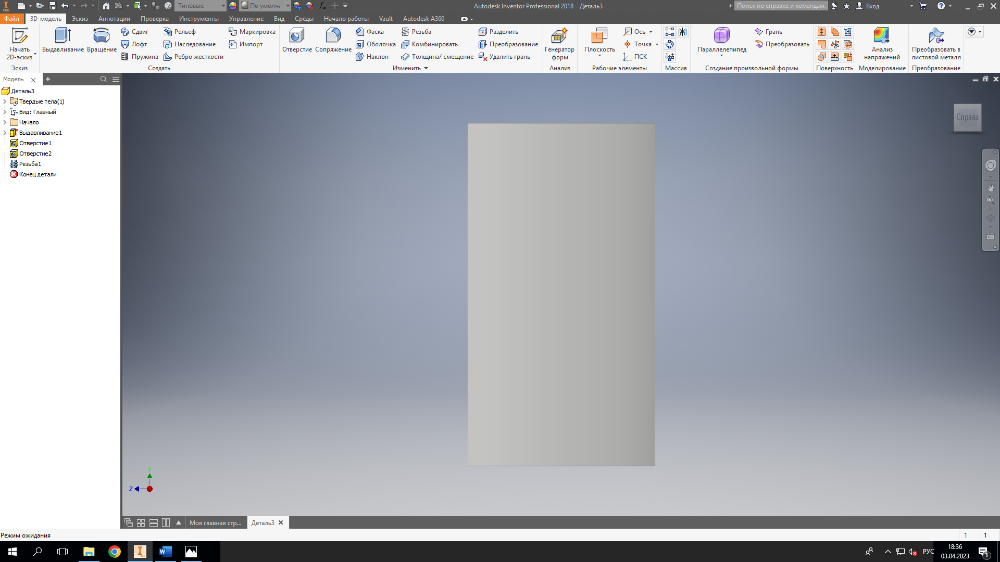 Типовые
По умолча
Autodesk Inventor Professional 2018 Деталь3
Поиск по справке и командам.
Вход
Файл 3D-модель Эскиз Аннотации Проверка Инструменты Управление Вид Среды Начало работы Vault Autodesk A360
Начать 2D-эскиз
Выдавливание
Вращение
Сдвиг
Лофт
Пружина
Рельеф
Наследование
Ребро жесткости
Маркировка
Импорт
Отверстие
Сопряжение
Фаска
Оболочка
Наклон
Резьба
Комбинировать
Толщина/ смещение
Разделить
Преобразование
Удалить грань
Генератор форм
Плоскость
Ось
Точка
ПСК
Параллелепипед
Грань
Преобразовать
Анализ напряжений
Преобразовать в листовой металл
Эскиз
Создать
Изменить
Анализ
Рабочие элементы
Массив
Создание произвольной формы
Поверхность
Моделирование
Преобразование
Модель
Деталь3
Твердые тела(1)
Вид: Главный
Начало
Выдавливание1
Отверстие1
Отверстие2
Резьба1
Конец детали
Справа
Y
Z
Моя главная стр...
Деталь3
Режим ожидания
1 1
РУС
18:36
03.04.2023
1